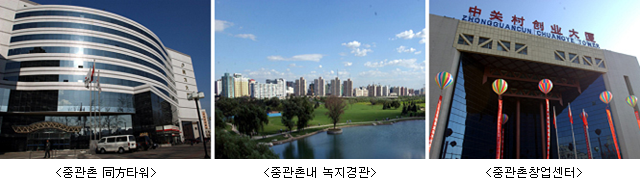 中关村创业大厦
ZHONGGUANCUN CHUANGYE TOWER
<중관촌 同方타워>
<중관촌내 녹지경관>
<중관촌창업센터>